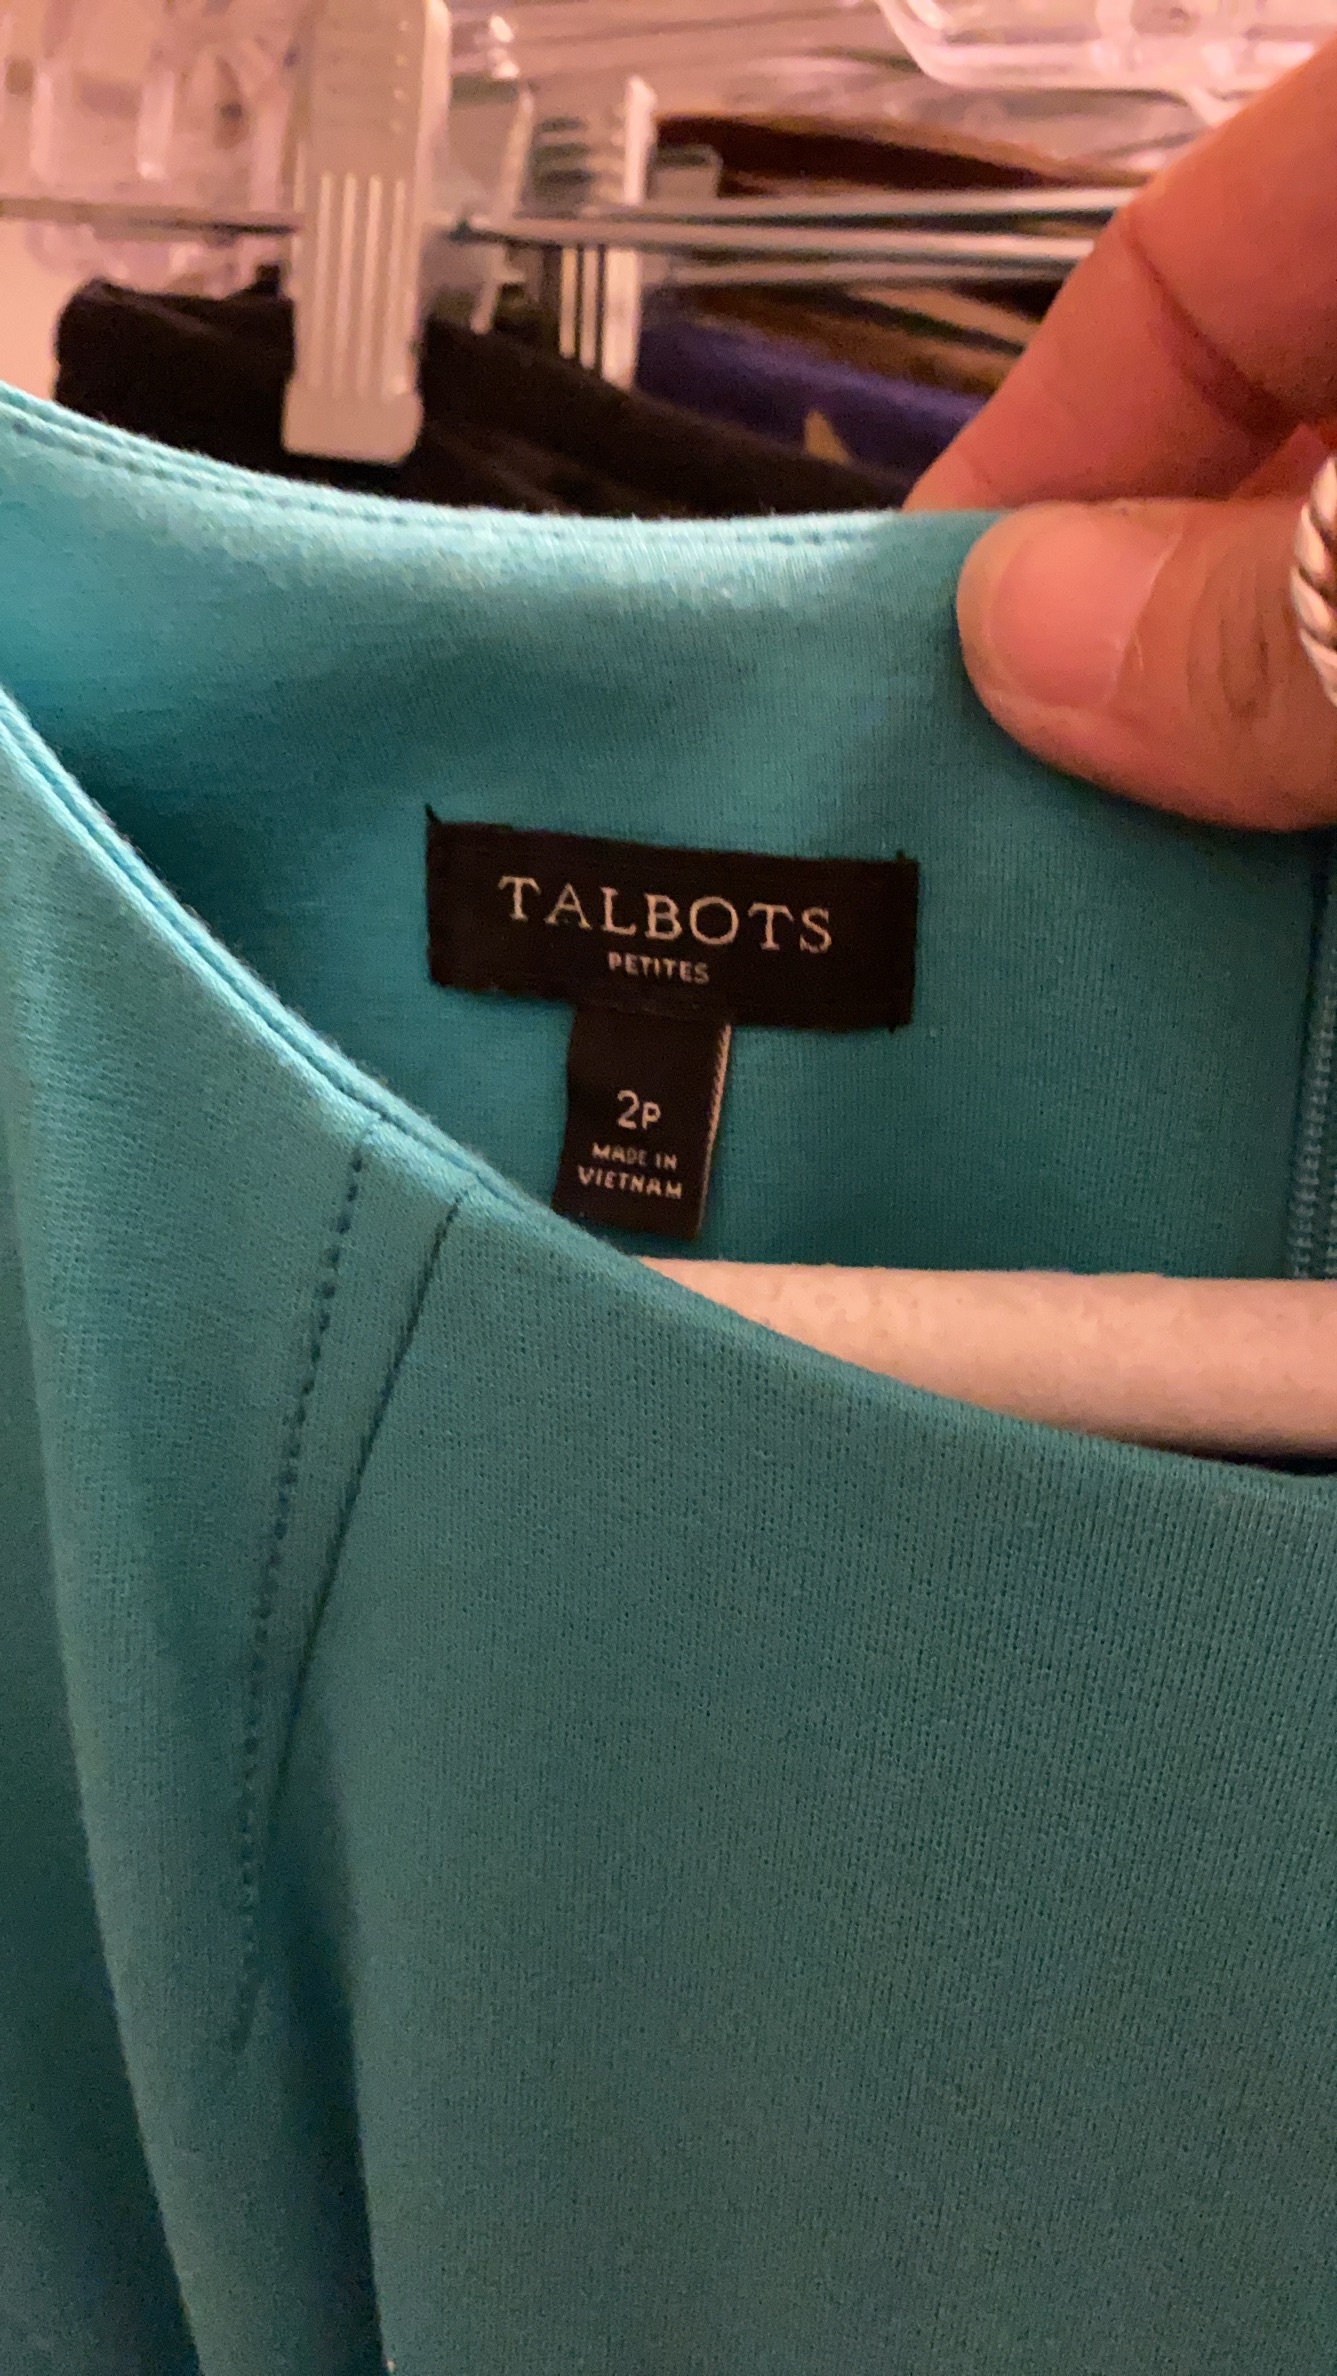 TALBOTS
PETITES
2P
MADE IN
VIETNAM